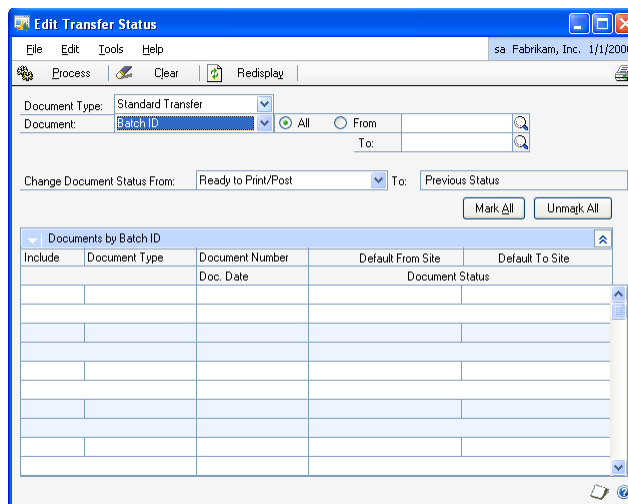 Edit Transfer Status
File Edit Tools Help sa Fabrikam, Inc. 1/1/200
Process Clear Redisplay
Document Type: Standard Transfer
Document: Batch ID All From
To:
Change Document Status From: Ready to Print/Post To: Previous Status
Mark All Unmark All
Documents by Batch ID
Include Document Type Document Number Default From Site Default To Site
Doc. Date Document Status